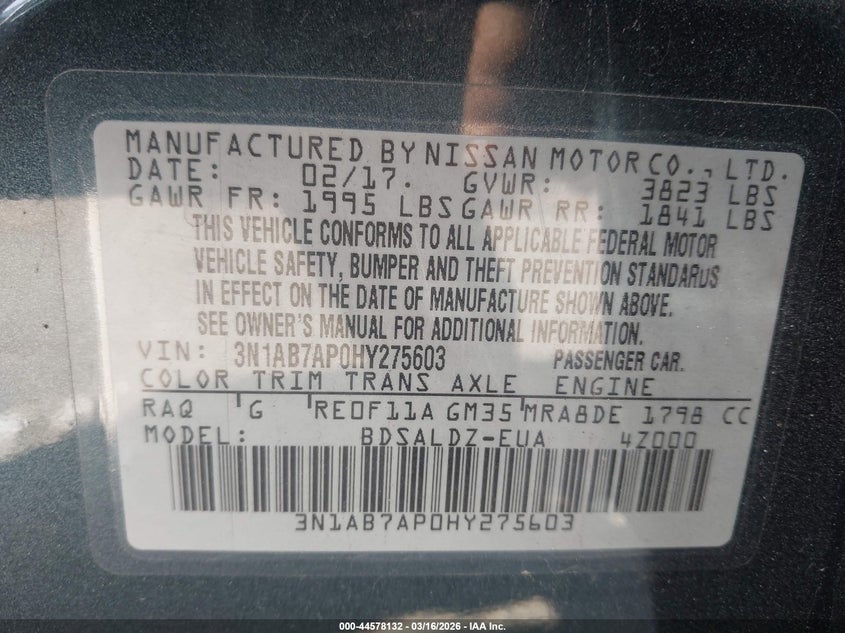 MANUFACTURED BY NISSAN MOTOR CO., LTD.
DATE: 02/17. GVWR: 3823 LBS
GAWR FR: 1995 LBS GAWR RR: 1841 LBS
THIS VEHICLE CONFORMS TO ALL APPLICABLE FEDERAL MOTOR
VEHICLE SAFETY, BUMPER AND THEFT PREVENTION STANDARDS
IN EFFECT ON THE DATE OF MANUFACTURE SHOWN ABOVE.
SEE OWNER'S MANUAL FOR ADDITIONAL INFORMATION.
VIN: 3N1AB7AP0HY275603 PASSENGER CAR.
COLOR TRIM TRANS AXLE ENGINE
RAQ G RE0F11A GM35 MRA8DE 1798 CC
MODEL: BDSALDZ-EUA 4Z000
3N1AB7AP0HY275603
000-44578132 - 03/16/2026 - IAA Inc.